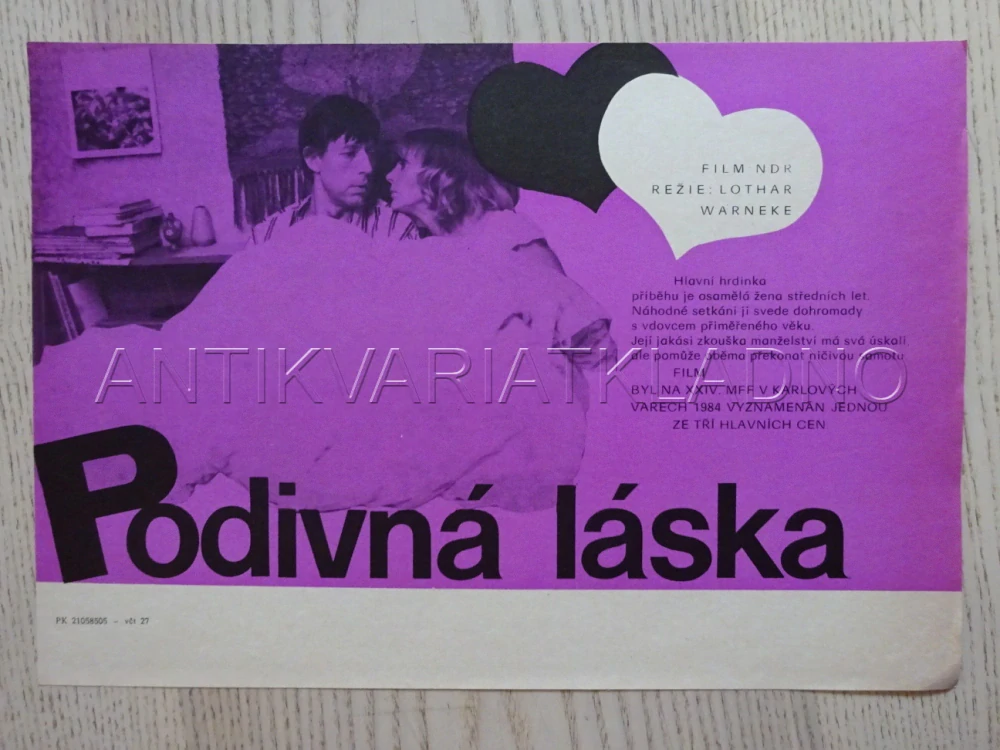 FILM NDR
REŽIE: LOTHAR
WARNEKE
Hlavní hrdinka
příběhu je osamělá žena středních let.
Náhodné setkání ji svede dohromady
s vdovcem přiměřeného věku.
Její jakási zkouška manželství má svá úskalí
ale pomůže oběma překonat ničivou samotu
FILM
BYL NA XXIV. MFF V KARLOVÝCH
VARECH 1984 VYZNAMENÁN JEDNOU
ZE TŘÍ HLAVNÍCH CEN
ANTIKVARIATKLADNO
Podivná láska
PK 21058505 – včt 27